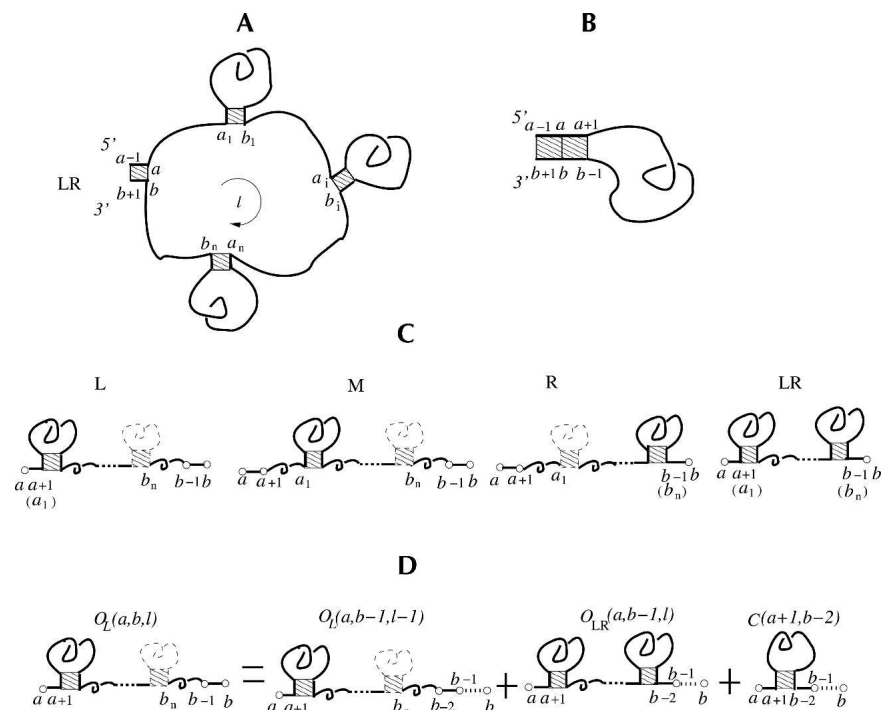 A
B
a1 b1
5' a−1 a
LR
b+1 b
3'
l
ai
bi
bn an
5' a−1 a a+1
3' b+1 b b−1
C
L
M
R
LR
a a+1 bn b−1 b
(a1)
a a+1 a1 bn b−1 b
a a+1 a1 b−1 b
(bn)
a a+1 b−1 b
(a1) (bn)
D
OL(a,b,l)
OL(a,b−1,l−1)
OLR(a,b−1,l)
C(a+1,b−2)
a a+1 bn b−1 b
=
a a+1 b−2 b−1 b
+
a a+1 b−2 b−1 b
+
a a+1 b−2 b−1 b